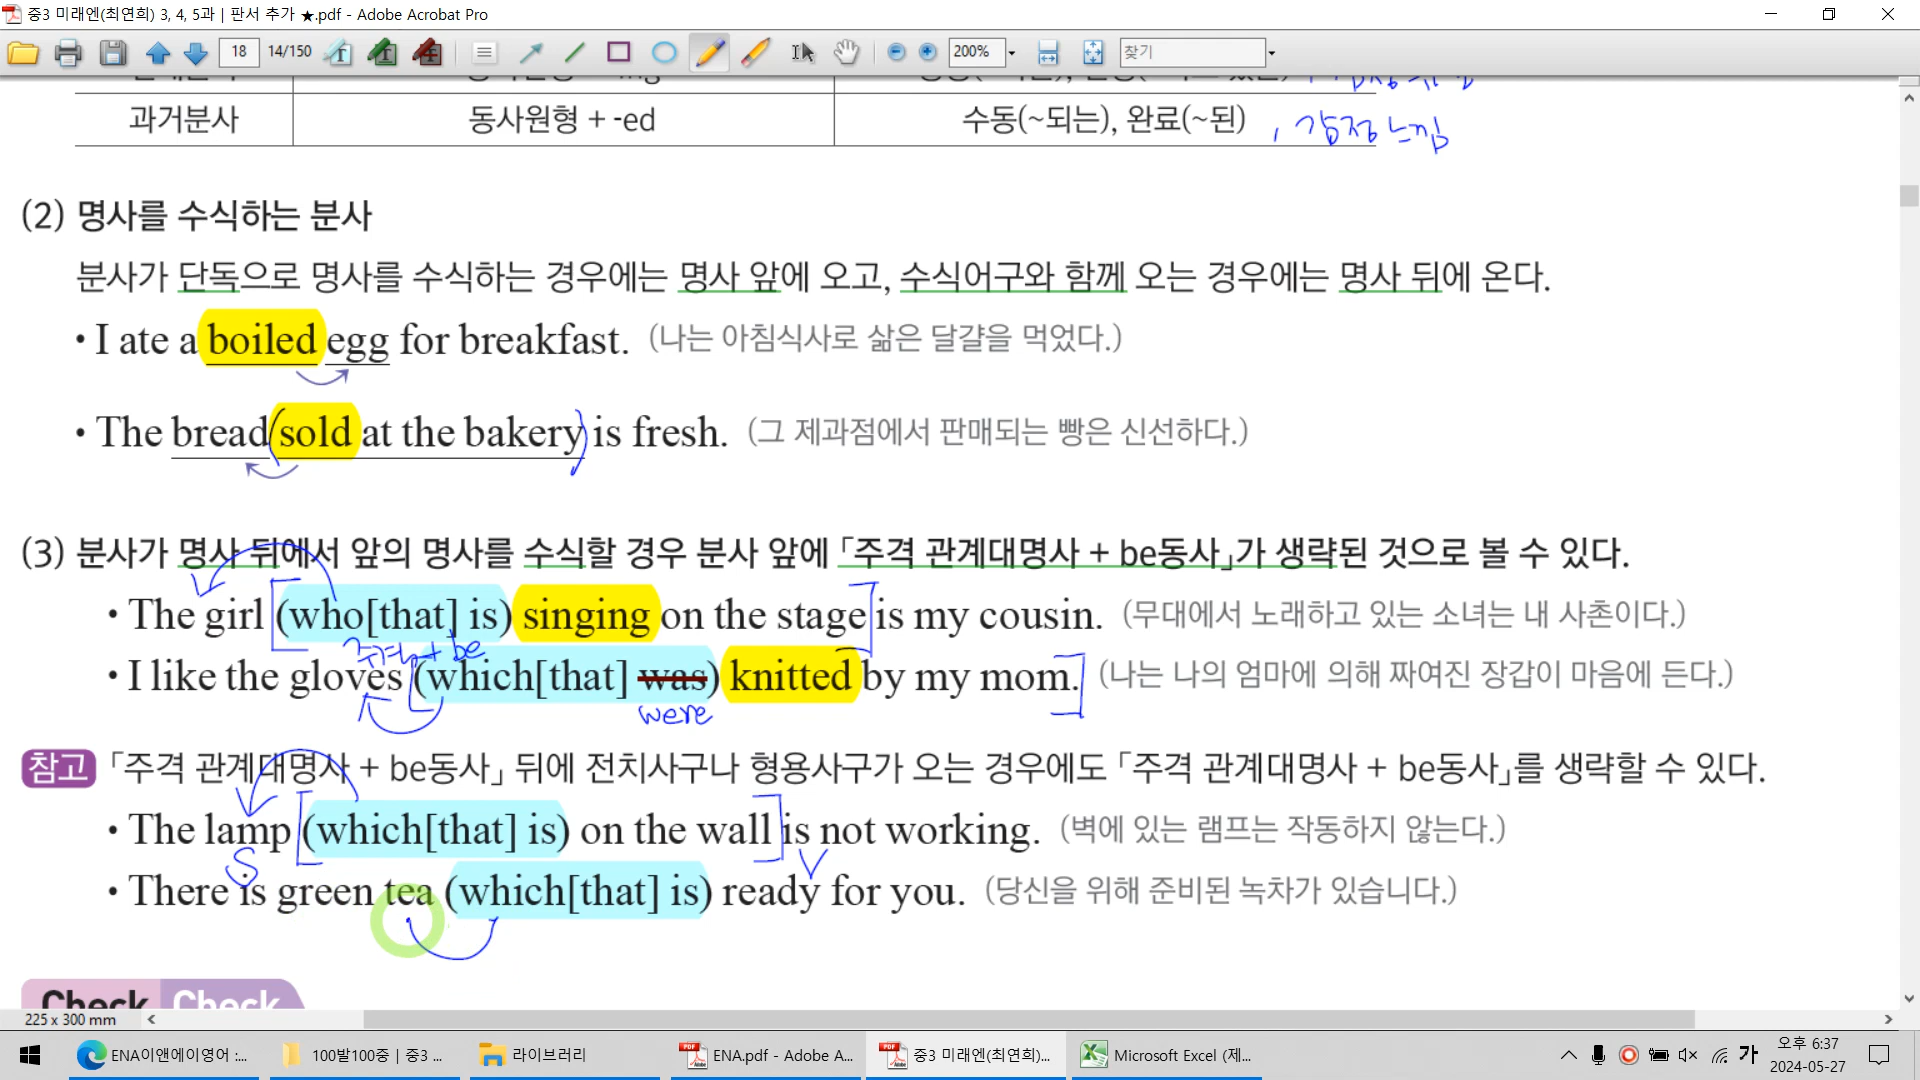 중3 미래엔(최연희) 3, 4, 5과 | 판서 추가 ★.pdf - Adobe Acrobat Pro
18 14/150 200% 찾기
과거분사 동사원형 + -ed 수동(~되는), 완료(~된) , 감정 느낌
(2) 명사를 수식하는 분사
분사가 단독으로 명사를 수식하는 경우에는 명사 앞에 오고, 수식어구와 함께 오는 경우에는 명사 뒤에 온다.
• I ate a boiled egg for breakfast. (나는 아침식사로 삶은 달걀을 먹었다.)
• The bread (sold at the bakery) is fresh. (그 제과점에서 판매되는 빵은 신선하다.)
(3) 분사가 명사 뒤에서 앞의 명사를 수식할 경우 분사 앞에 「주격 관계대명사 + be동사」가 생략된 것으로 볼 수 있다.
• The girl [(who[that] is) singing on the stage] is my cousin. (무대에서 노래하고 있는 소녀는 내 사촌이다.)
주격 + be
• I like the gloves [(which[that] was) knitted by my mom.] (나는 나의 엄마에 의해 짜여진 장갑이 마음에 든다.)
were
참고 「주격 관계대명사 + be동사」 뒤에 전치사구나 형용사구가 오는 경우에도 「주격 관계대명사 + be동사」를 생략할 수 있다.
• The lamp [(which[that] is) on the wall] is not working. (벽에 있는 램프는 작동하지 않는다.)
S V
• There is green tea (which[that] is) ready for you. (당신을 위해 준비된 녹차가 있습니다.)
Check Check
225 x 300 mm
ENA이앤에이영어 :... 100발100중 | 중3 ... 라이브러리 ENA.pdf - Adobe A... 중3 미래엔(최연희)... Microsoft Excel (제... 가 오후 6:37
2024-05-27